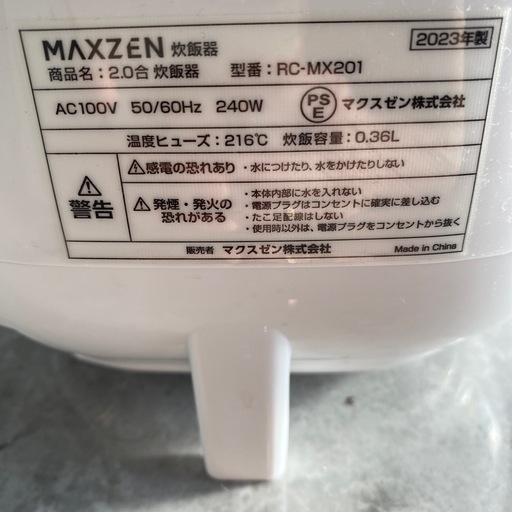 MAXZEN 炊飯器 2023年製
商品名：2.0合 炊飯器 型番：RC-MX201
AC100V 50/60Hz 240W PSE マクスゼン株式会社
温度ヒューズ：216℃ 炊飯容量：0.36L
警告
感電の恐れあり ・水につけたり、水をかけたりしない
発煙・発火の
恐れがある
・本体内部に水を入れない
・電源プラグはコンセントに確実に差し込む
・たこ足配線はしない
・使用時以外は、電源プラグをコンセントから抜く
販売者 マクスゼン株式会社 Made in China